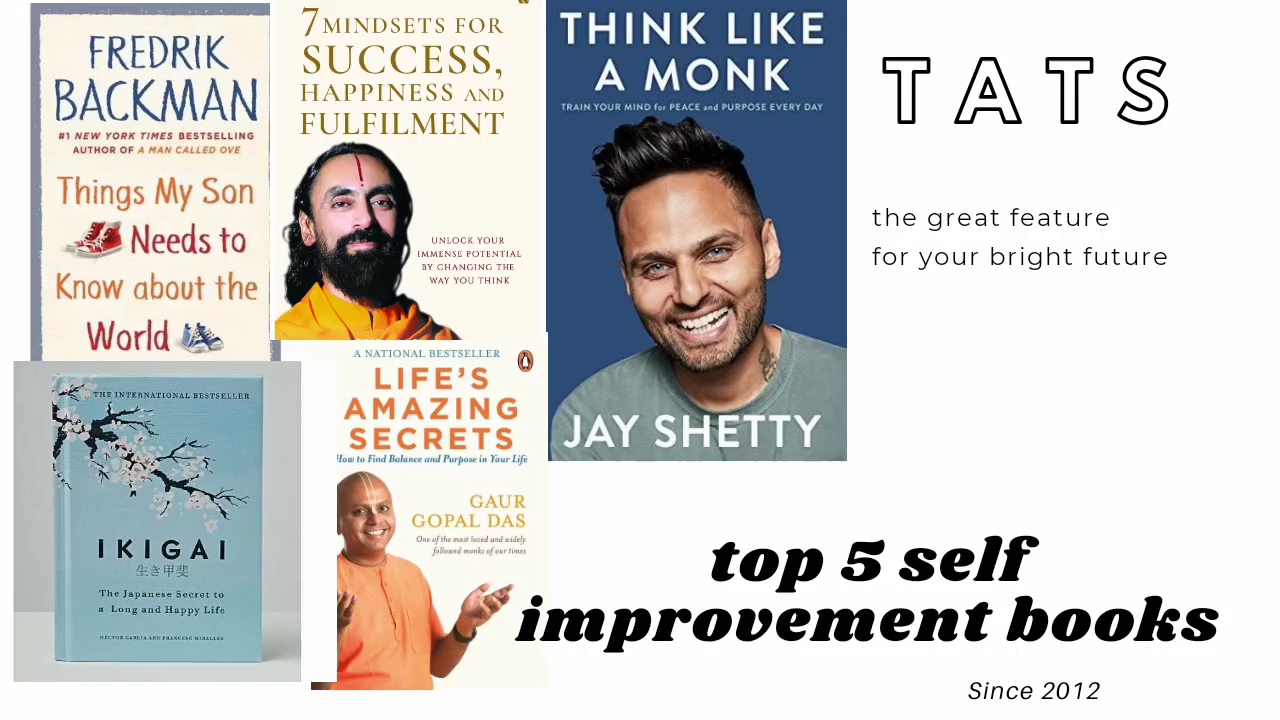 FREDRIK
BACKMAN
#1 NEW YORK TIMES BESTSELLING
AUTHOR OF A MAN CALLED OVE
Things My Son
Needs to
Know about the
World
7 MINDSETS FOR
SUCCESS,
HAPPINESS AND
FULFILMENT
UNLOCK YOUR
IMMENSE POTENTIAL
BY CHANGING THE
WAY YOU THINK
THINK LIKE
A MONK
TRAIN YOUR MIND for PEACE and PURPOSE EVERY DAY
JAY SHETTY
TATS
the great feature
for your bright future
THE INTERNATIONAL BESTSELLER
IKIGAI
生き甲斐
The Japanese Secret to
a Long and Happy Life
HÉCTOR GARCÍA AND FRANCESC MIRALLES
A NATIONAL BESTSELLER
LIFE'S
AMAZING
SECRETS
How to Find Balance and Purpose in Your Life
GAUR
GOPAL DAS
One of the most loved and widely
followed monks of our times
top 5 self
improvement books
Since 2012